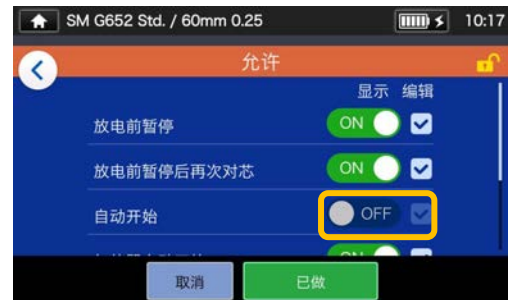 SM G652 Std. / 60mm 0.25 10:17
允许
显示 编辑
放电前暂停 ON
放电前暂停后再次对芯 ON
自动开始 OFF
取消 已做